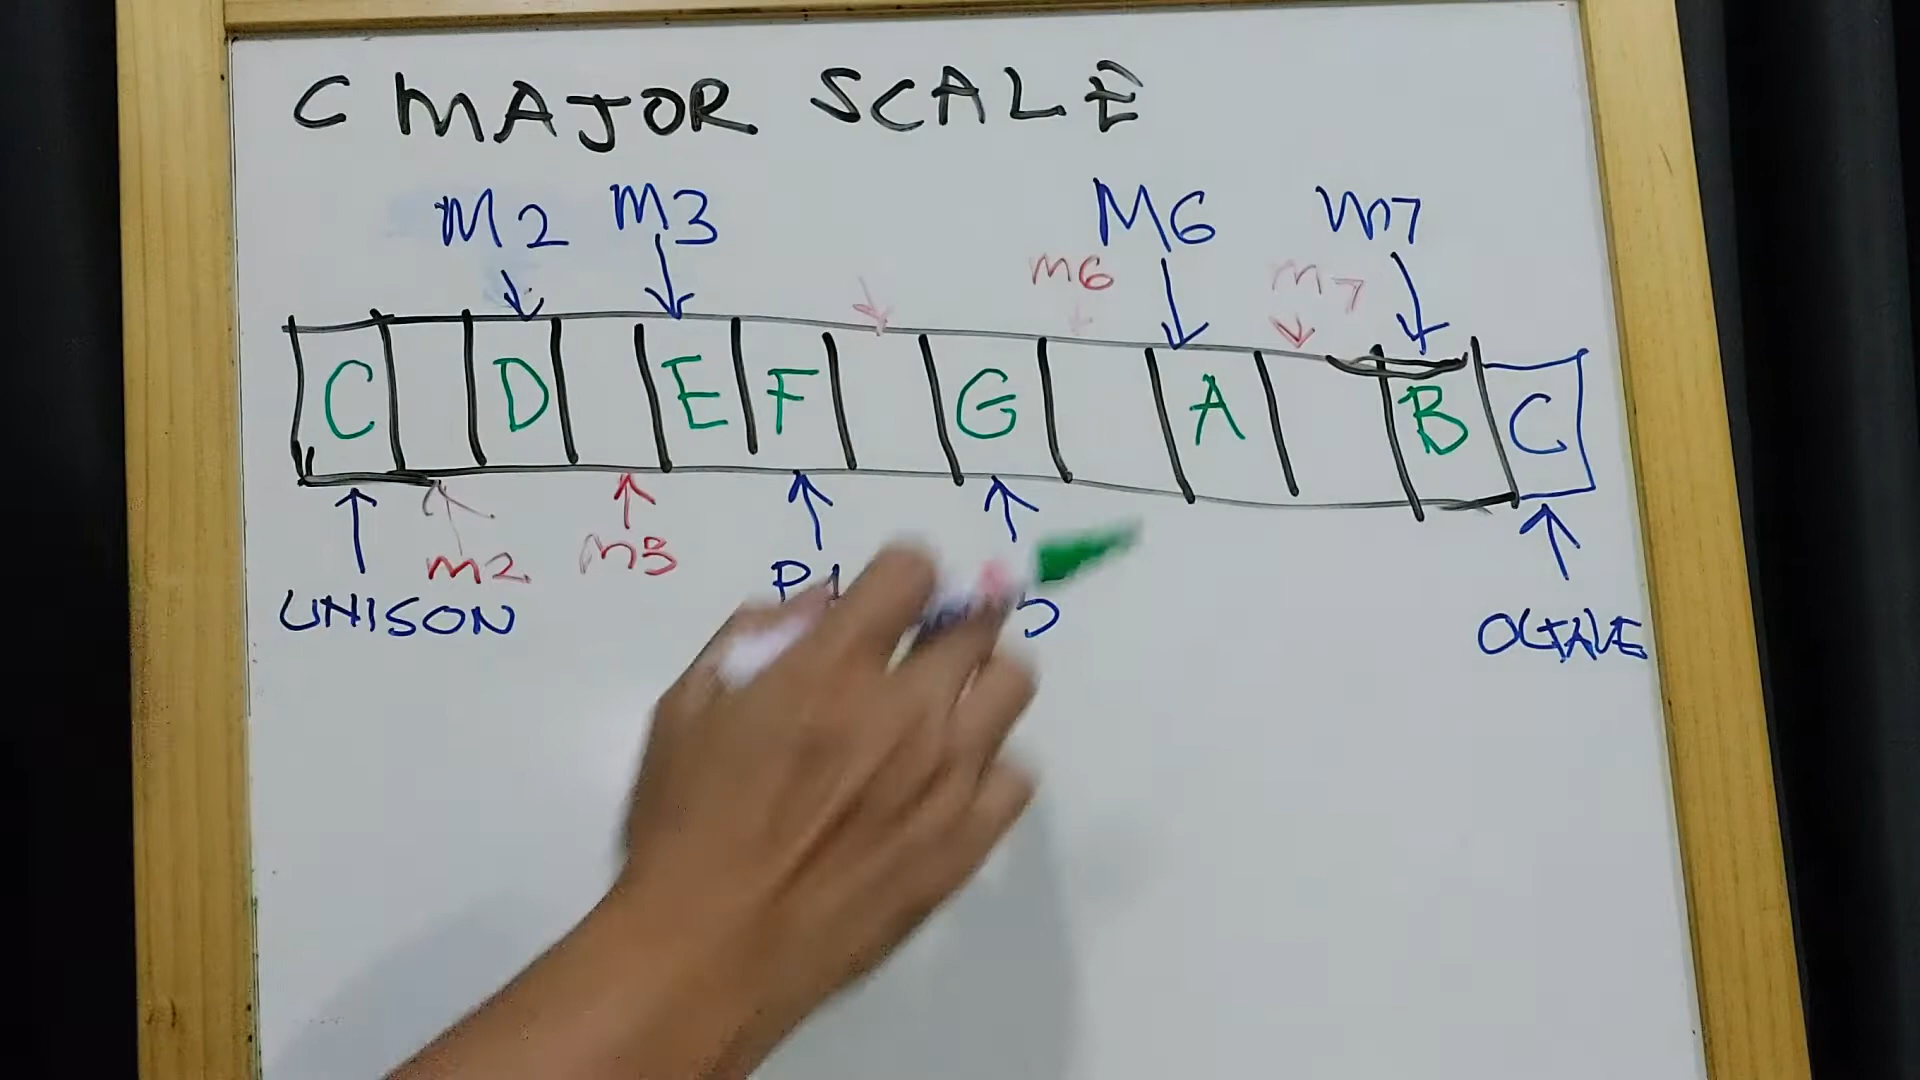 C MAJOR SCALE
M2 m3 M6 m7
m6 m7
C D E F G A B C
m2 m3
UNISON OCTAVE